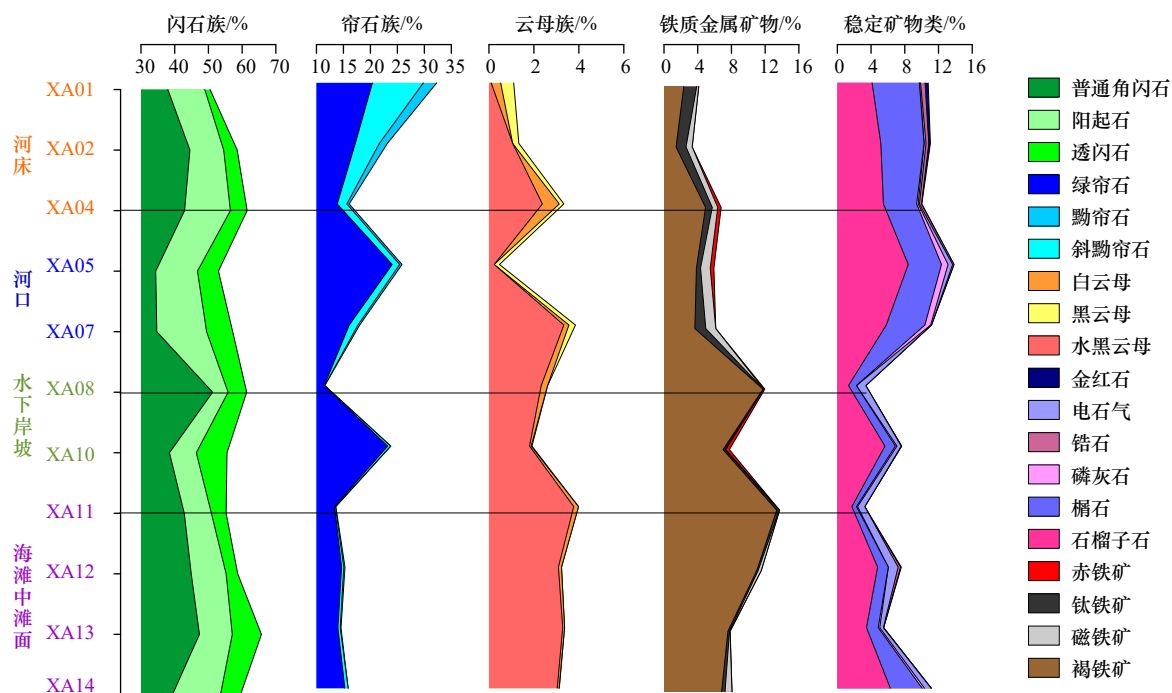 闪石族/%
帘石族/%
云母族/%
铁质金属矿物/%
稳定矿物类/%
30 40 50 60 70
10 15 20 25 30 35
0 2 4 6
0 4 8 12 16
0 4 8 12 16
XA01
XA02
XA04
XA05
XA07
XA08
XA10
XA11
XA12
XA13
XA14
河床
河口
水下岸坡
海滩中滩面
普通角闪石
阳起石
透闪石
绿帘石
黝帘石
斜黝帘石
白云母
黑云母
水黑云母
金红石
电石气
锆石
磷灰石
榍石
石榴子石
赤铁矿
钛铁矿
磁铁矿
褐铁矿